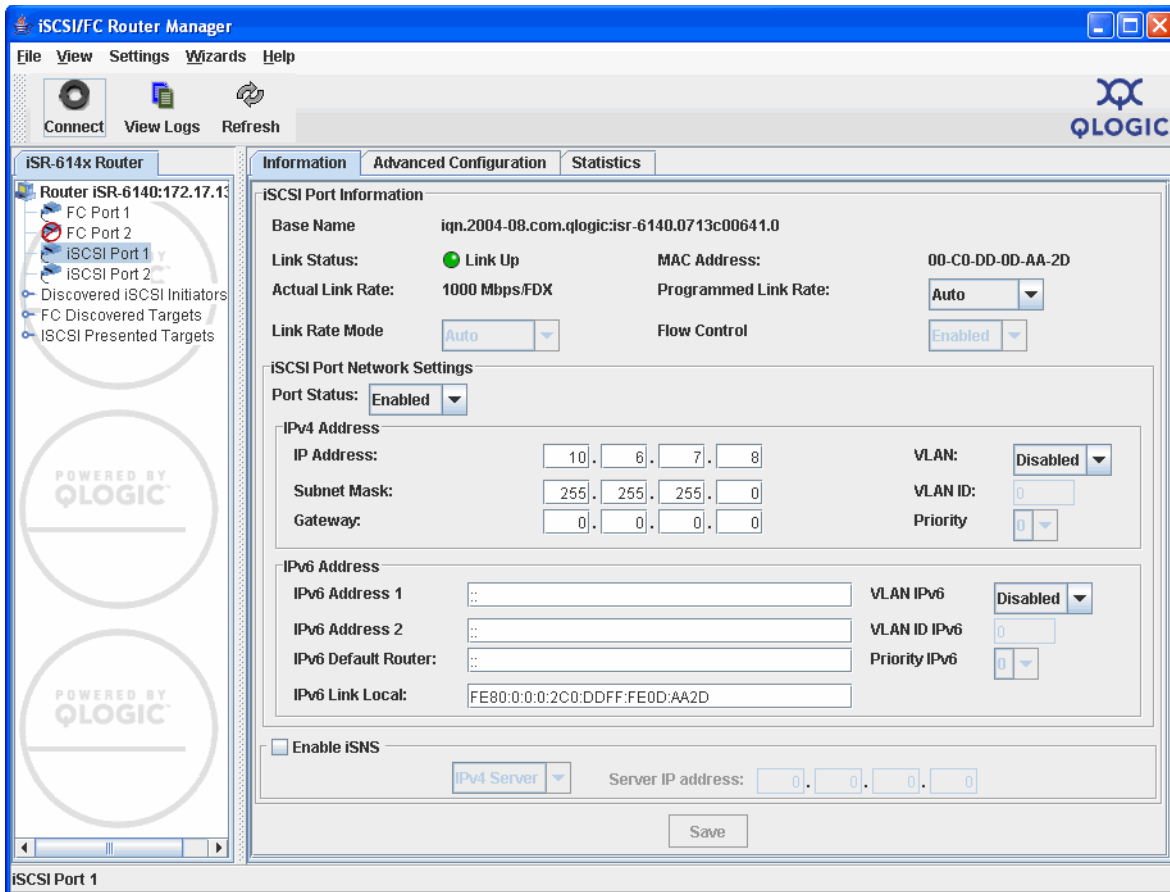 iSCSI/FC Router Manager
File View Settings Wizards Help
Connect View Logs Refresh
QLOGIC
iSR-614x Router
Router iSR-6140:172.17.13
FC Port 1
FC Port 2
iSCSI Port 1
iSCSI Port 2
Discovered iSCSI Initiators
FC Discovered Targets
ISCSI Presented Targets
POWERED BY
QLOGIC
POWERED BY
QLOGIC
Information Advanced Configuration Statistics
iSCSI Port Information
Base Name iqn.2004-08.com.qlogic:isr-6140.0713c00641.0
Link Status: Link Up MAC Address: 00-C0-DD-0D-AA-2D
Actual Link Rate: 1000 Mbps/FDX Programmed Link Rate: Auto
Link Rate Mode Auto Flow Control Enabled
iSCSI Port Network Settings
Port Status: Enabled
IPv4 Address
IP Address: 10 . 6 . 7 . 8 VLAN: Disabled
Subnet Mask: 255 . 255 . 255 . 0 VLAN ID: 0
Gateway: 0 . 0 . 0 . 0 Priority 0
IPv6 Address
IPv6 Address 1 :: VLAN IPv6 Disabled
IPv6 Address 2 :: VLAN ID IPv6 0
IPv6 Default Router: :: Priority IPv6 0
IPv6 Link Local: FE80:0:0:0:2C0:DDFF:FE0D:AA2D
Enable iSNS
IPv4 Server Server IP address: 0 . 0 . 0 . 0
Save
iSCSI Port 1